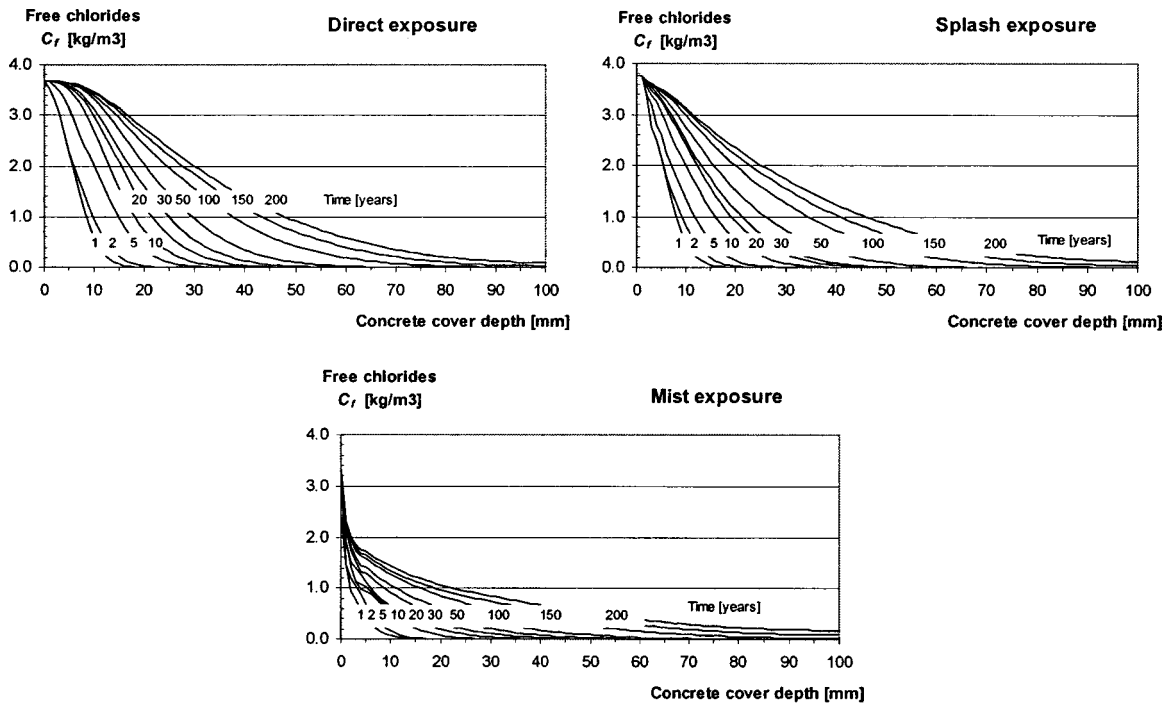 Free chlorides
Cf [kg/m3]
Direct exposure
4.0
3.0
2.0
1.0
0.0
20 30 50 100 150 200 Time [years]
1 2 5 10
0 10 20 30 40 50 60 70 80 90 100
Concrete cover depth [mm]
Free chlorides
Cf [kg/m3]
Splash exposure
4.0
3.0
2.0
1.0
0.0
1 2 5 10 20 30 50 100 150 200 Time [years]
0 10 20 30 40 50 60 70 80 90 100
Concrete cover depth [mm]
Free chlorides
Cf [kg/m3]
Mist exposure
4.0
3.0
2.0
1.0
0.0
1 2 5 10 20 30 50 100 150 200 Time [years]
0 10 20 30 40 50 60 70 80 90 100
Concrete cover depth [mm]